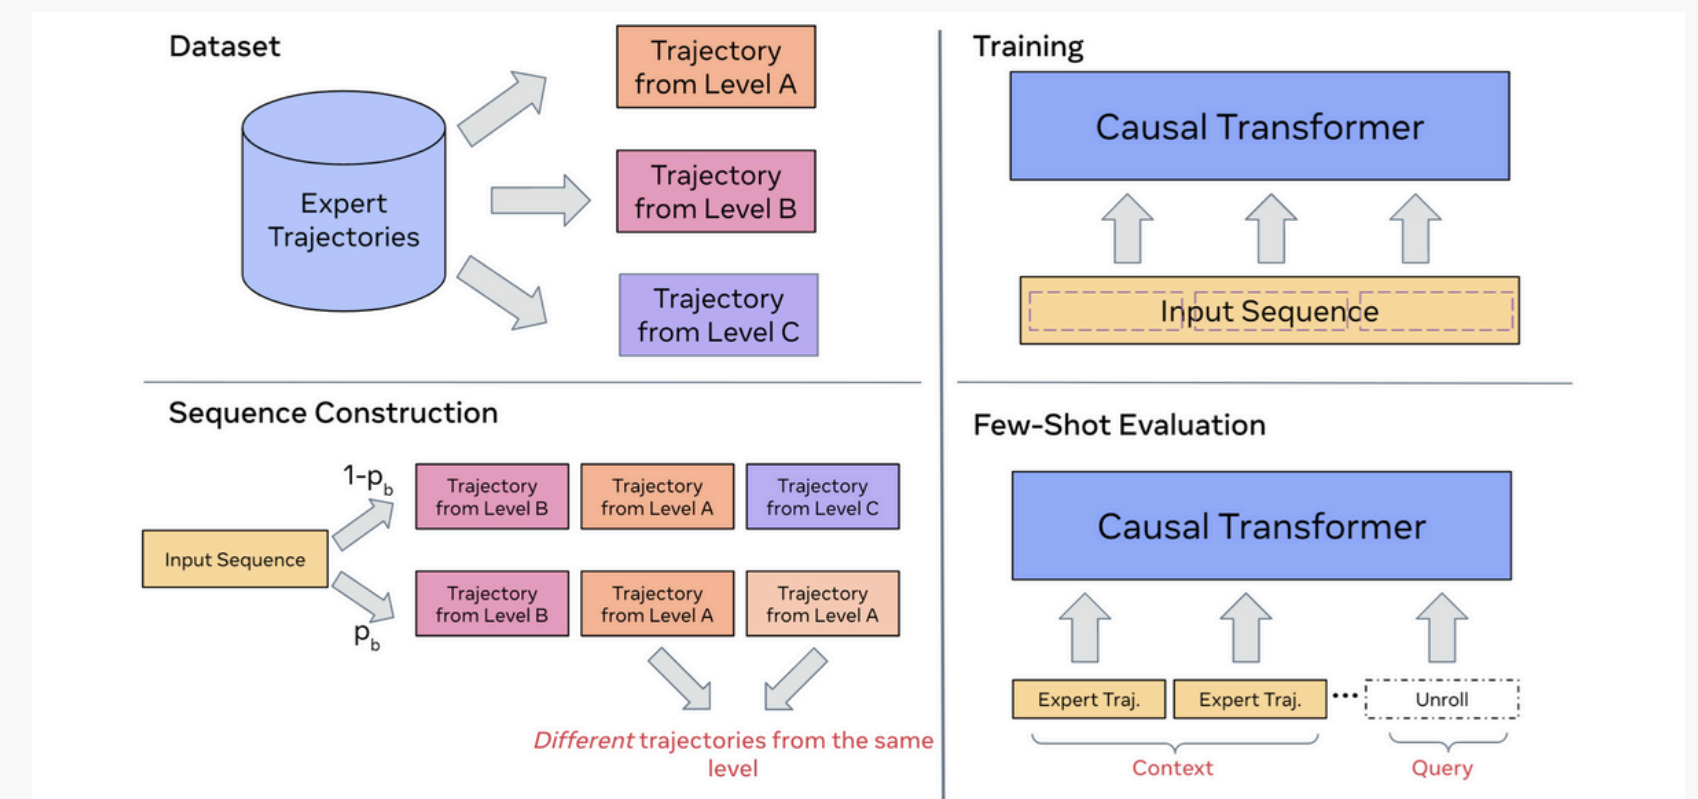 Dataset
Expert
Trajectories
Trajectory
from Level A
Trajectory
from Level B
Trajectory
from Level C
Training
Causal Transformer
Input Sequence
Sequence Construction
Input Sequence
1-p_b
Trajectory
from Level B
Trajectory
from Level A
Trajectory
from Level C
p_b
Trajectory
from Level B
Trajectory
from Level A
Trajectory
from Level A
Different trajectories from the same
level
Few-Shot Evaluation
Causal Transformer
Expert Traj.
Expert Traj.
...
Unroll
Context
Query